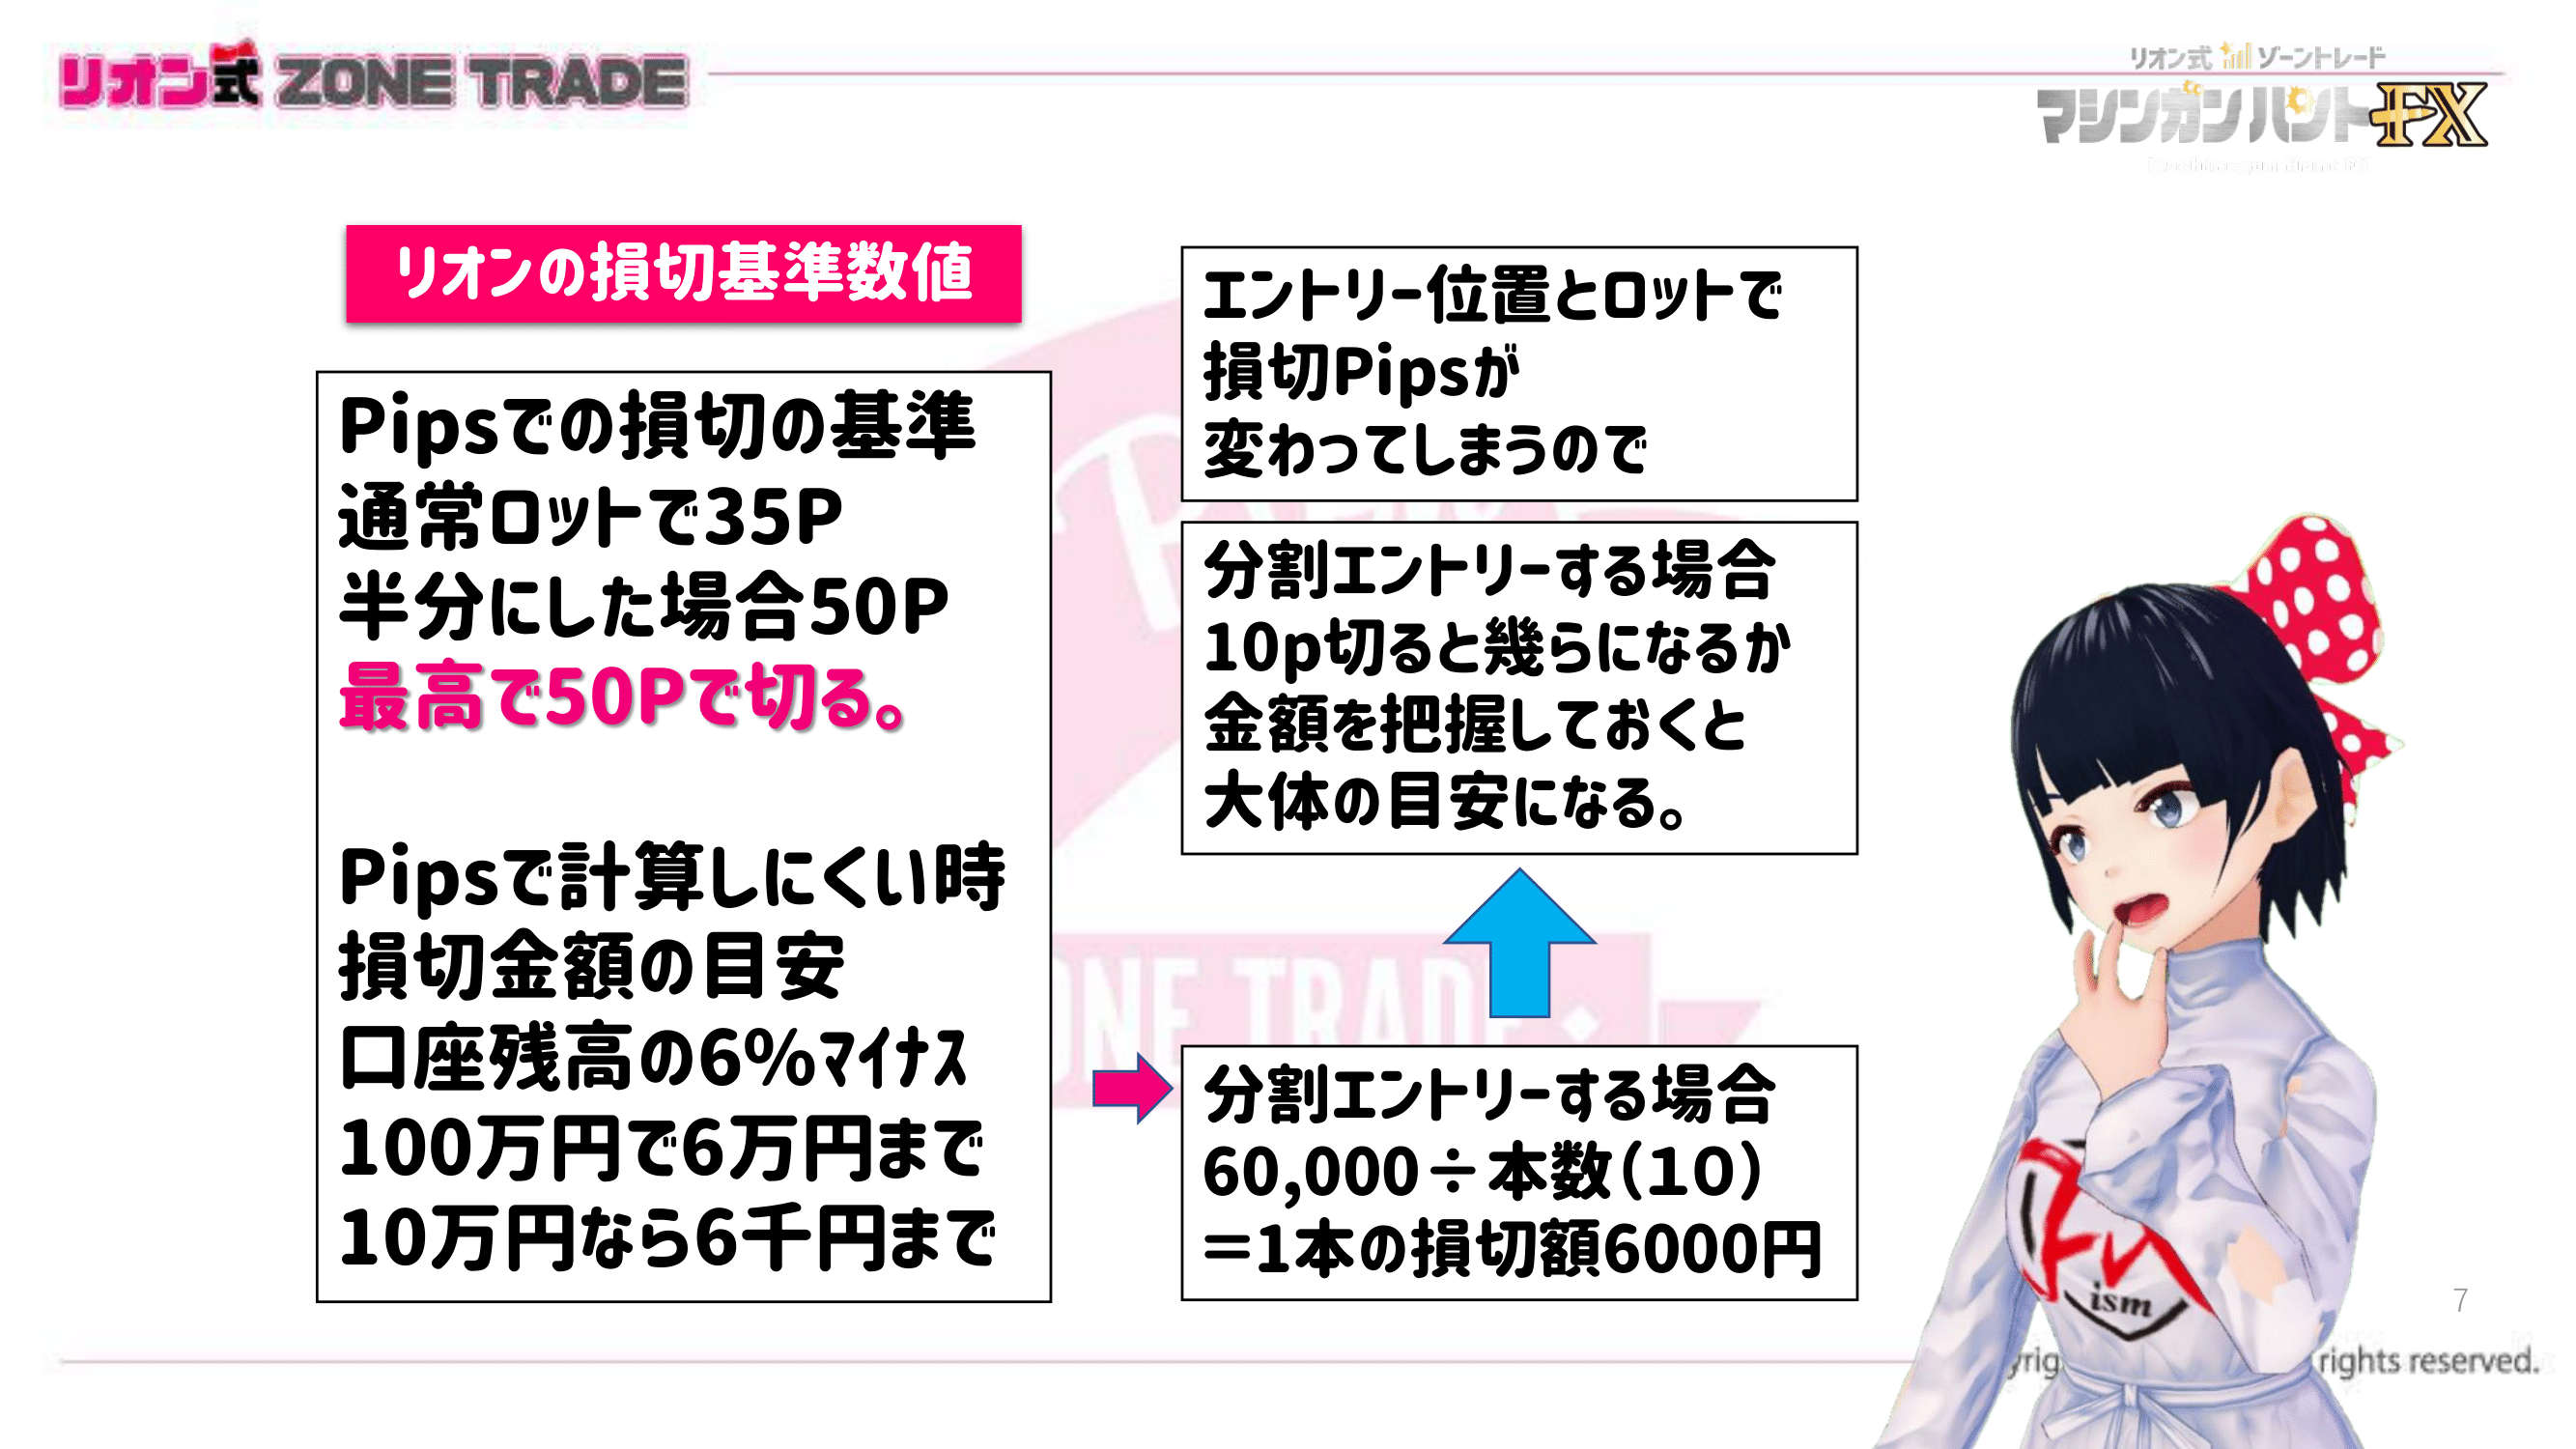 リオン式 ZONE TRADE
リオン式 ゾーントレード
マシンガンハントFX
リオンの損切基準数値
Pipsでの損切の基準
通常ロットで35P
半分にした場合50P
最高で50Pで切る。
Pipsで計算しにくい時
損切金額の目安
口座残高の6%ﾏｲﾅｽ
100万円で6万円まで
10万円なら6千円まで
エントリー位置とロットで
損切Pipsが
変わってしまうので
分割エントリーする場合
10p切ると幾らになるか
金額を把握しておくと
大体の目安になる。
分割エントリーする場合
60,000÷本数(10)
=1本の損切額6000円
ZONE TRADE
ism
7
rights reserved.